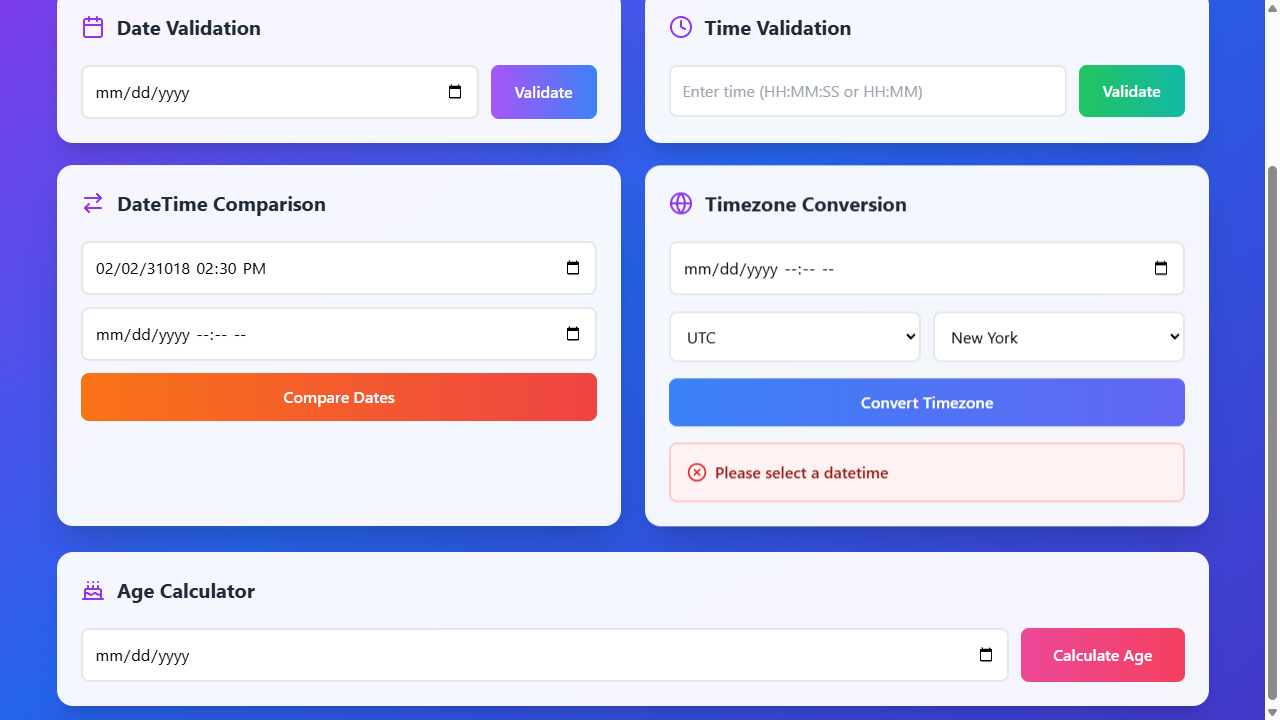 Date Validation
mm/dd/yyyy
Validate
Time Validation
Enter time (HH:MM:SS or HH:MM)
Validate
DateTime Comparison
02/02/31018 02:30 PM
mm/dd/yyyy --:-- --
Compare Dates
Timezone Conversion
mm/dd/yyyy --:-- --
UTC
New York
Convert Timezone
Please select a datetime
Age Calculator
mm/dd/yyyy
Calculate Age